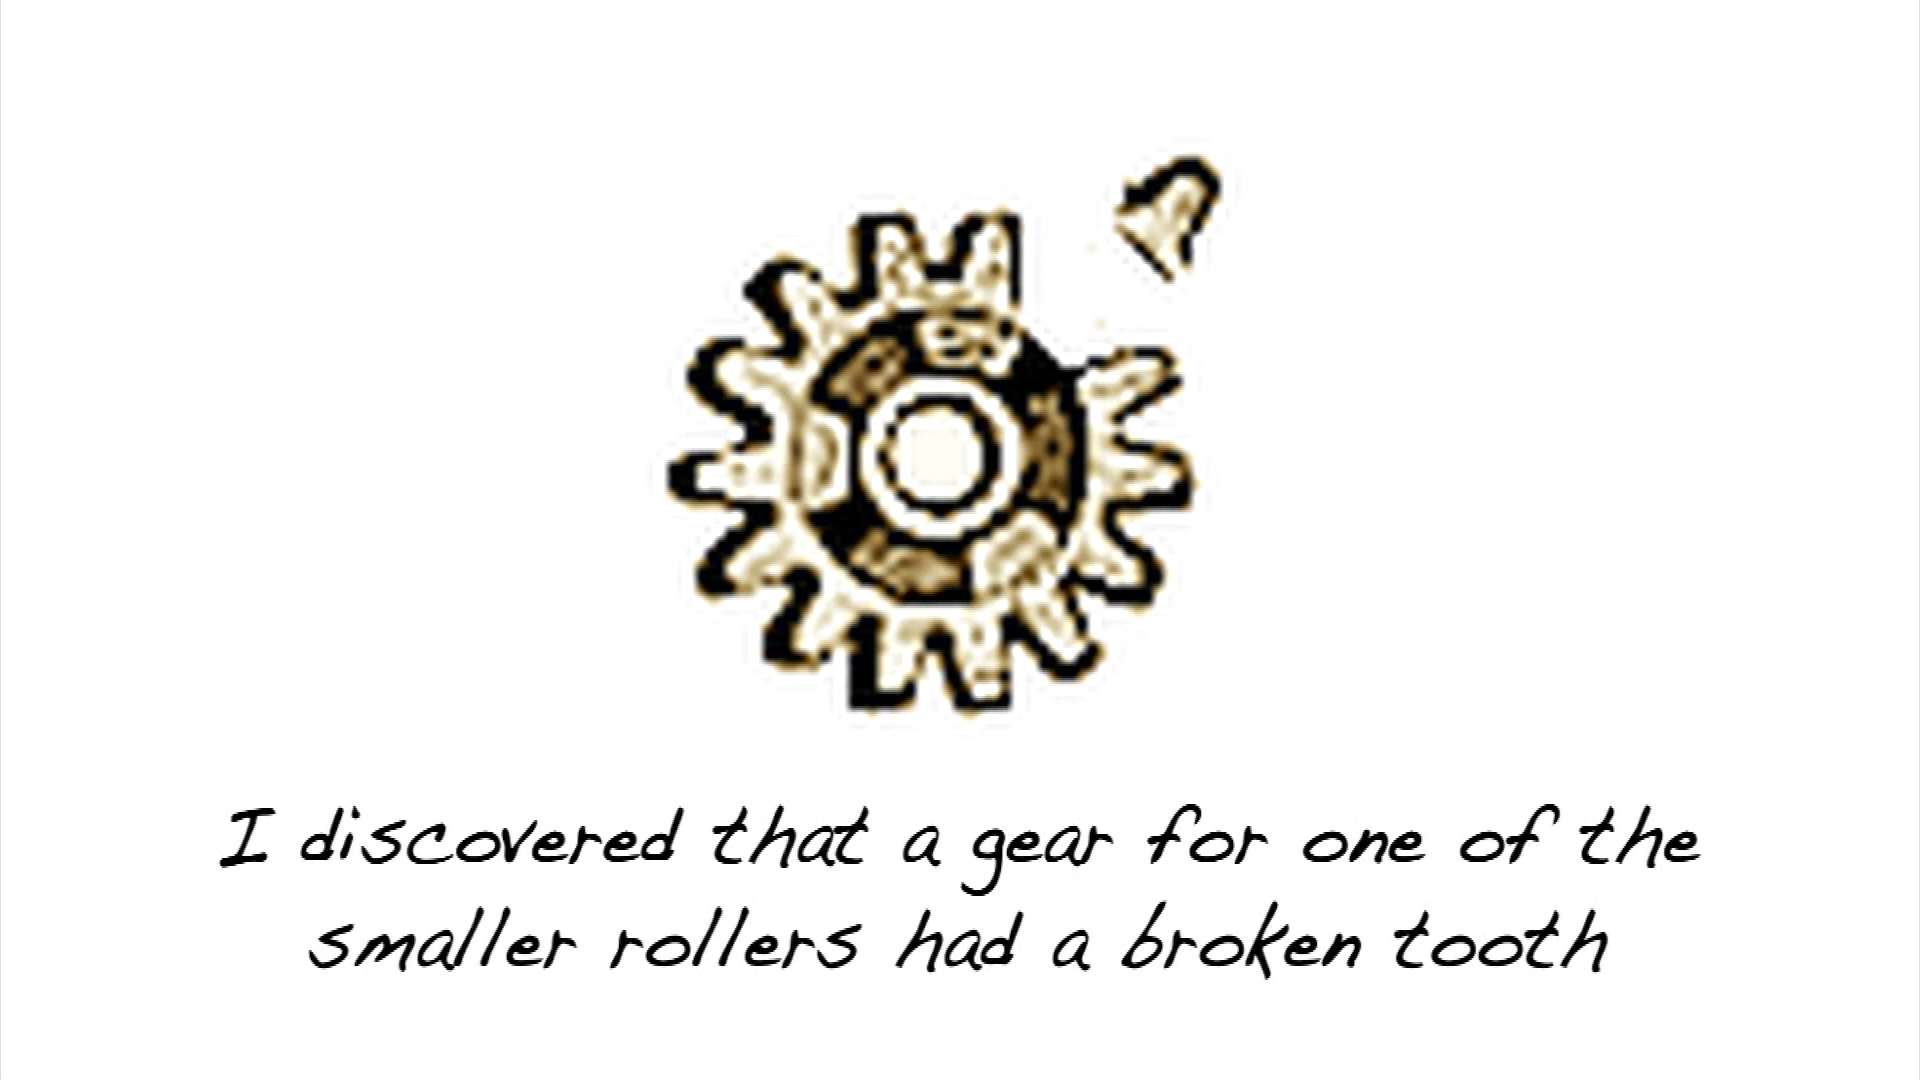 I discovered that a gear for one of the
smaller rollers had a broken tooth